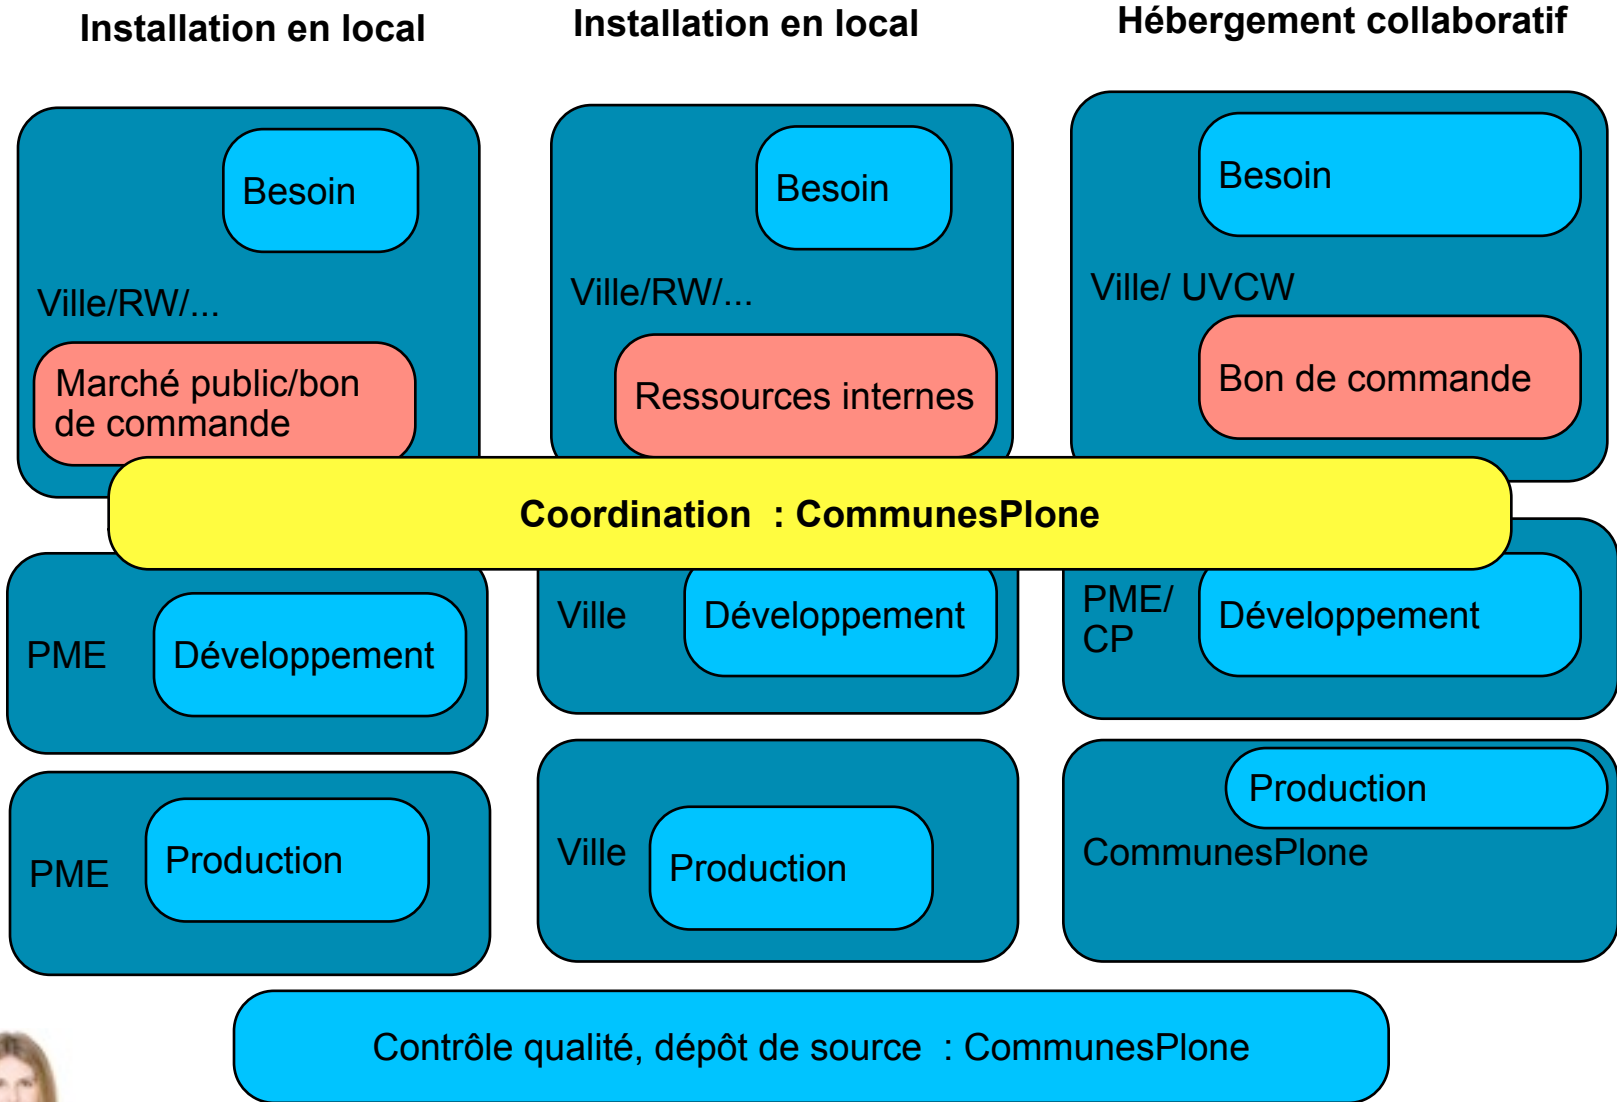 Installation en local
Installation en local
Hébergement collaboratif
Besoin
Ville/RW/...
Marché public/bon
de commande
Besoin
Ville/RW/...
Ressources internes
Besoin
Ville/ UVCW
Bon de commande
Coordination  : CommunesPlone
PME
Développement
Ville
Développement
PME/
CP
Développement
PME
Production
Ville
Production
Production
CommunesPlone
Contrôle qualité, dépôt de source  : CommunesPlone